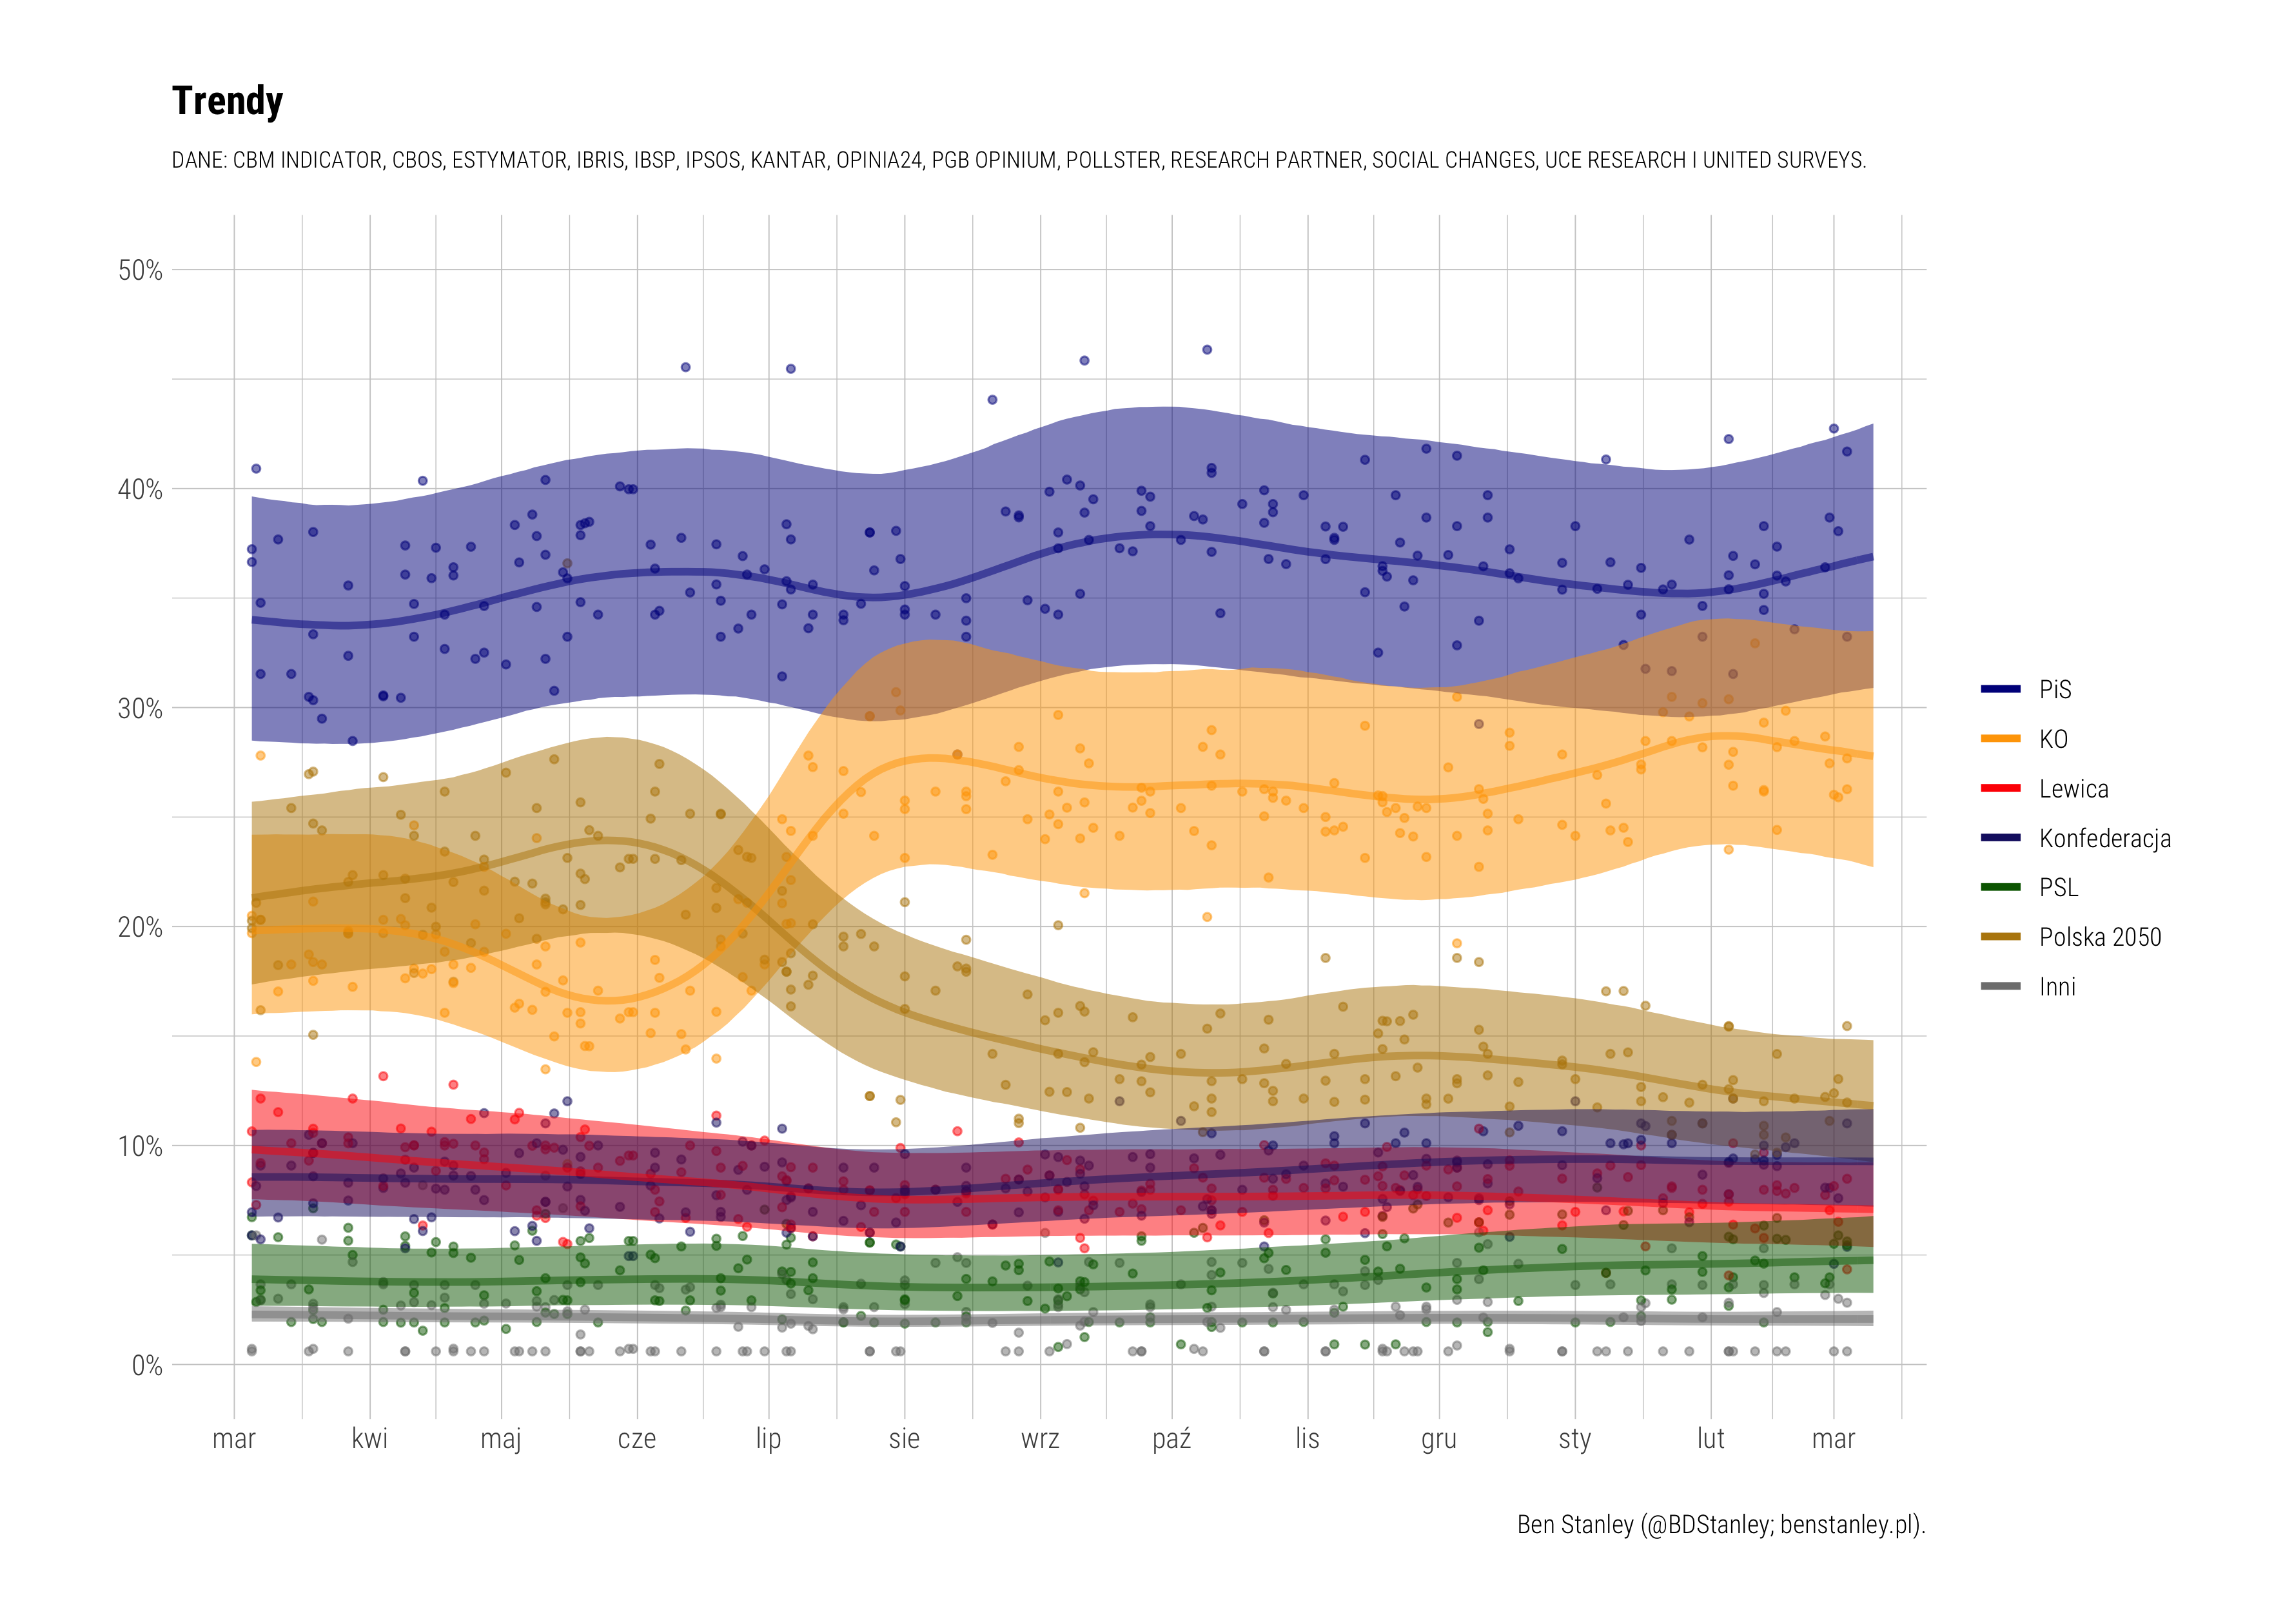 Trendy
DANE: CBM INDICATOR, CBOS, ESTYMATOR, IBRIS, IBSP, IPSOS, KANTAR, OPINIA24, PGB OPINIUM, POLLSTER, RESEARCH PARTNER, SOCIAL CHANGES, UCE RESEARCH I UNITED SURVEYS.
50%
40%
30%
20%
10%
0%
mar kwi maj cze lip sie wrz paź lis gru sty lut mar
PiS
KO
Lewica
Konfederacja
PSL
Polska 2050
Inni
Ben Stanley (@BDStanley; benstanley.pl).